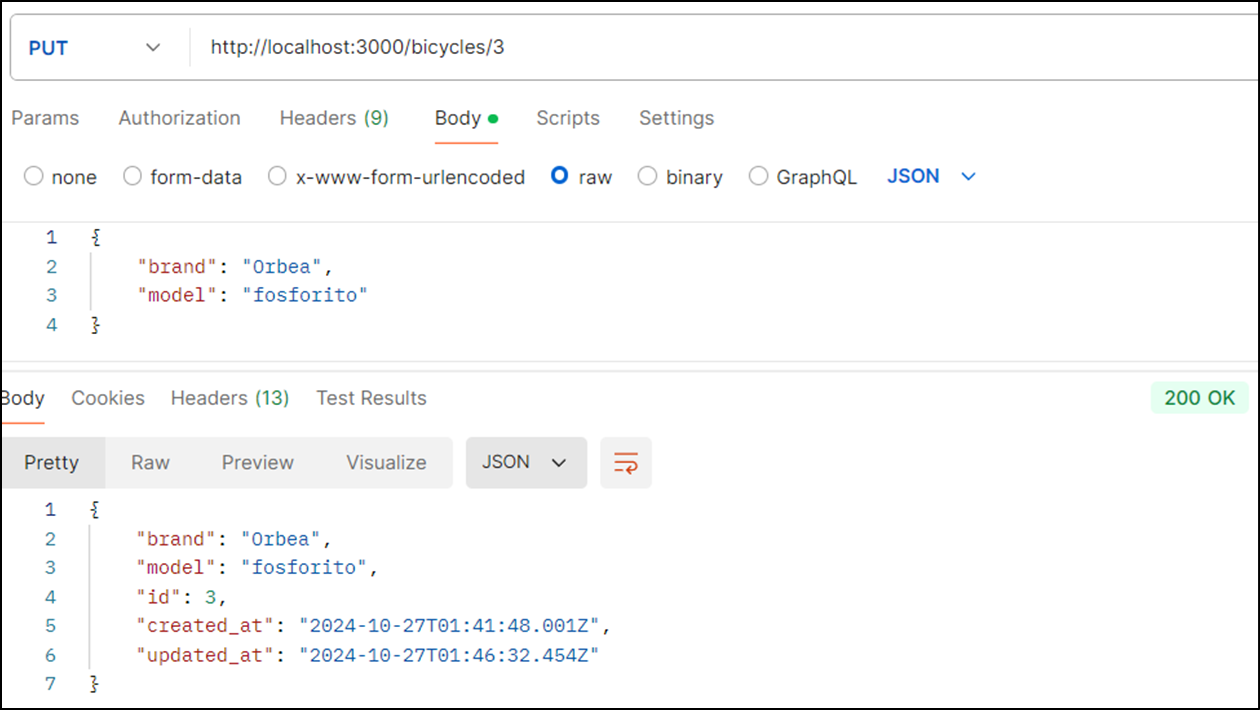 PUT http://localhost:3000/bicycles/3
Params Authorization Headers (9) Body Scripts Settings
none form-data x-www-form-urlencoded raw binary GraphQL JSON
1 {
2 "brand": "Orbea",
3 "model": "fosforito"
4 }
Body Cookies Headers (13) Test Results 200 OK
Pretty Raw Preview Visualize JSON
1 {
2 "brand": "Orbea",
3 "model": "fosforito",
4 "id": 3,
5 "created_at": "2024-10-27T01:41:48.001Z",
6 "updated_at": "2024-10-27T01:46:32.454Z"
7 }